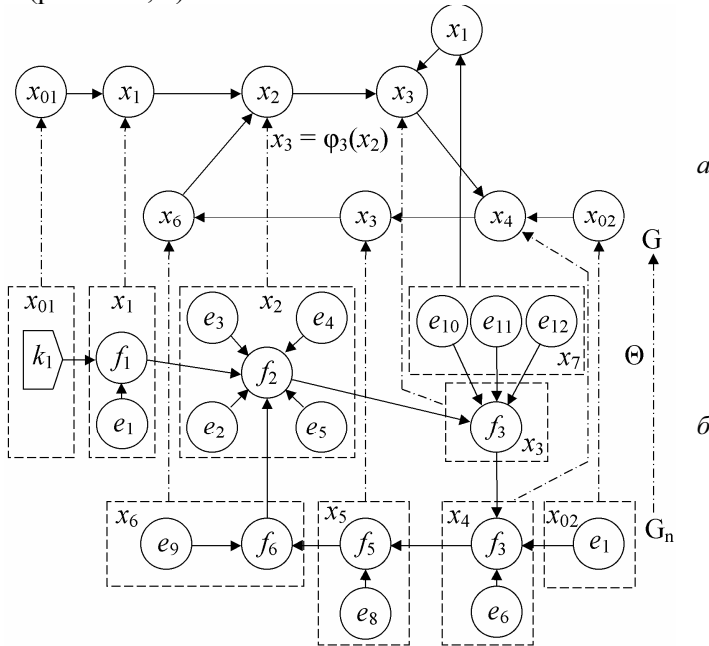 x1
x01 x1 x2 x3
x3 = φ3(x2)
а
x6 x3 x4 x02
G
x01 x1 x2
e3 e4 e10 e11 e12
k1 f1 f2 x7 Θ
e1 e2 e5 f3 x3 б
x6 x5 x4 x02
e9 f6 f5 f3 e1 Gn
e8 e6